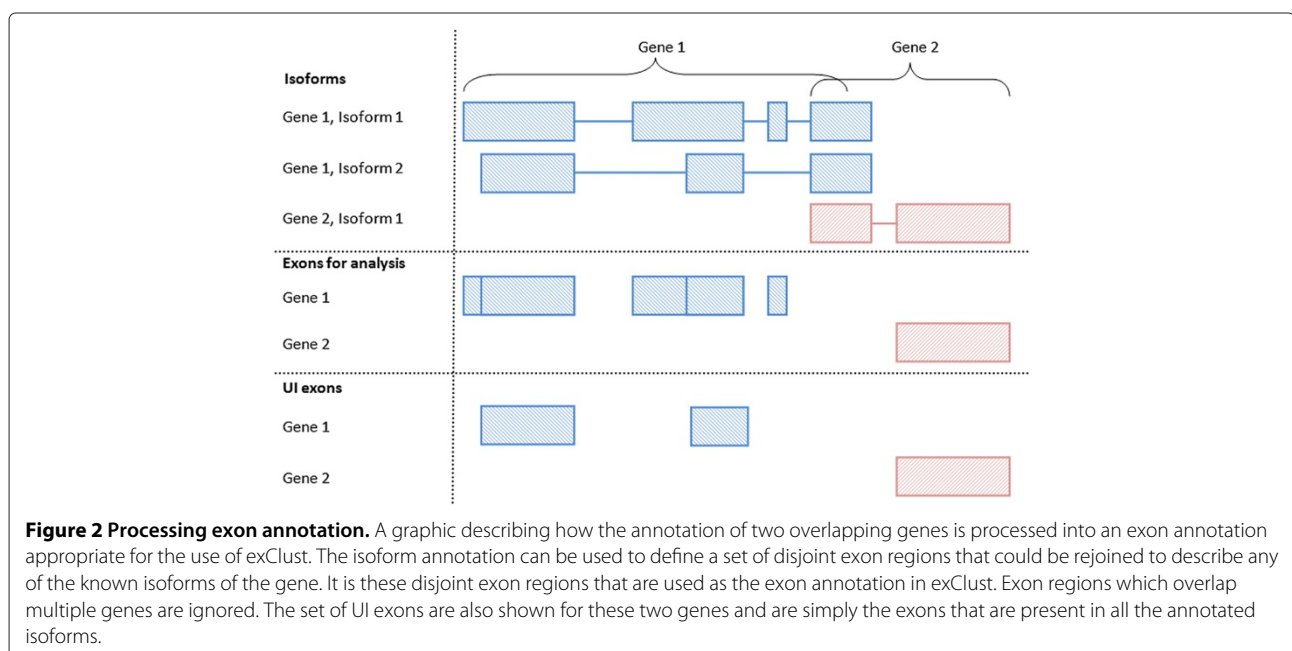 Gene 1
Gene 2
Isoforms
Gene 1, Isoform 1
Gene 1, Isoform 2
Gene 2, Isoform 1
Exons for analysis
Gene 1
Gene 2
UI exons
Gene 1
Gene 2
Figure 2 Processing exon annotation. A graphic describing how the annotation of two overlapping genes is processed into an exon annotation
appropriate for the use of exClust. The isoform annotation can be used to define a set of disjoint exon regions that could be rejoined to describe any
of the known isoforms of the gene. It is these disjoint exon regions that are used as the exon annotation in exClust. Exon regions which overlap
multiple genes are ignored. The set of UI exons are also shown for these two genes and are simply the exons that are present in all the annotated
isoforms.